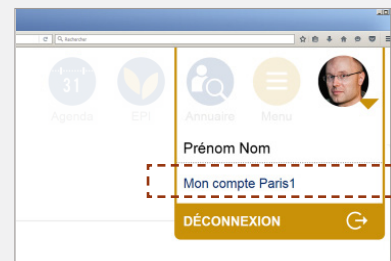 Rechercher
31
Agenda EPI Annuaire Menu
Prénom Nom
Mon compte Paris1
DÉCONNEXION